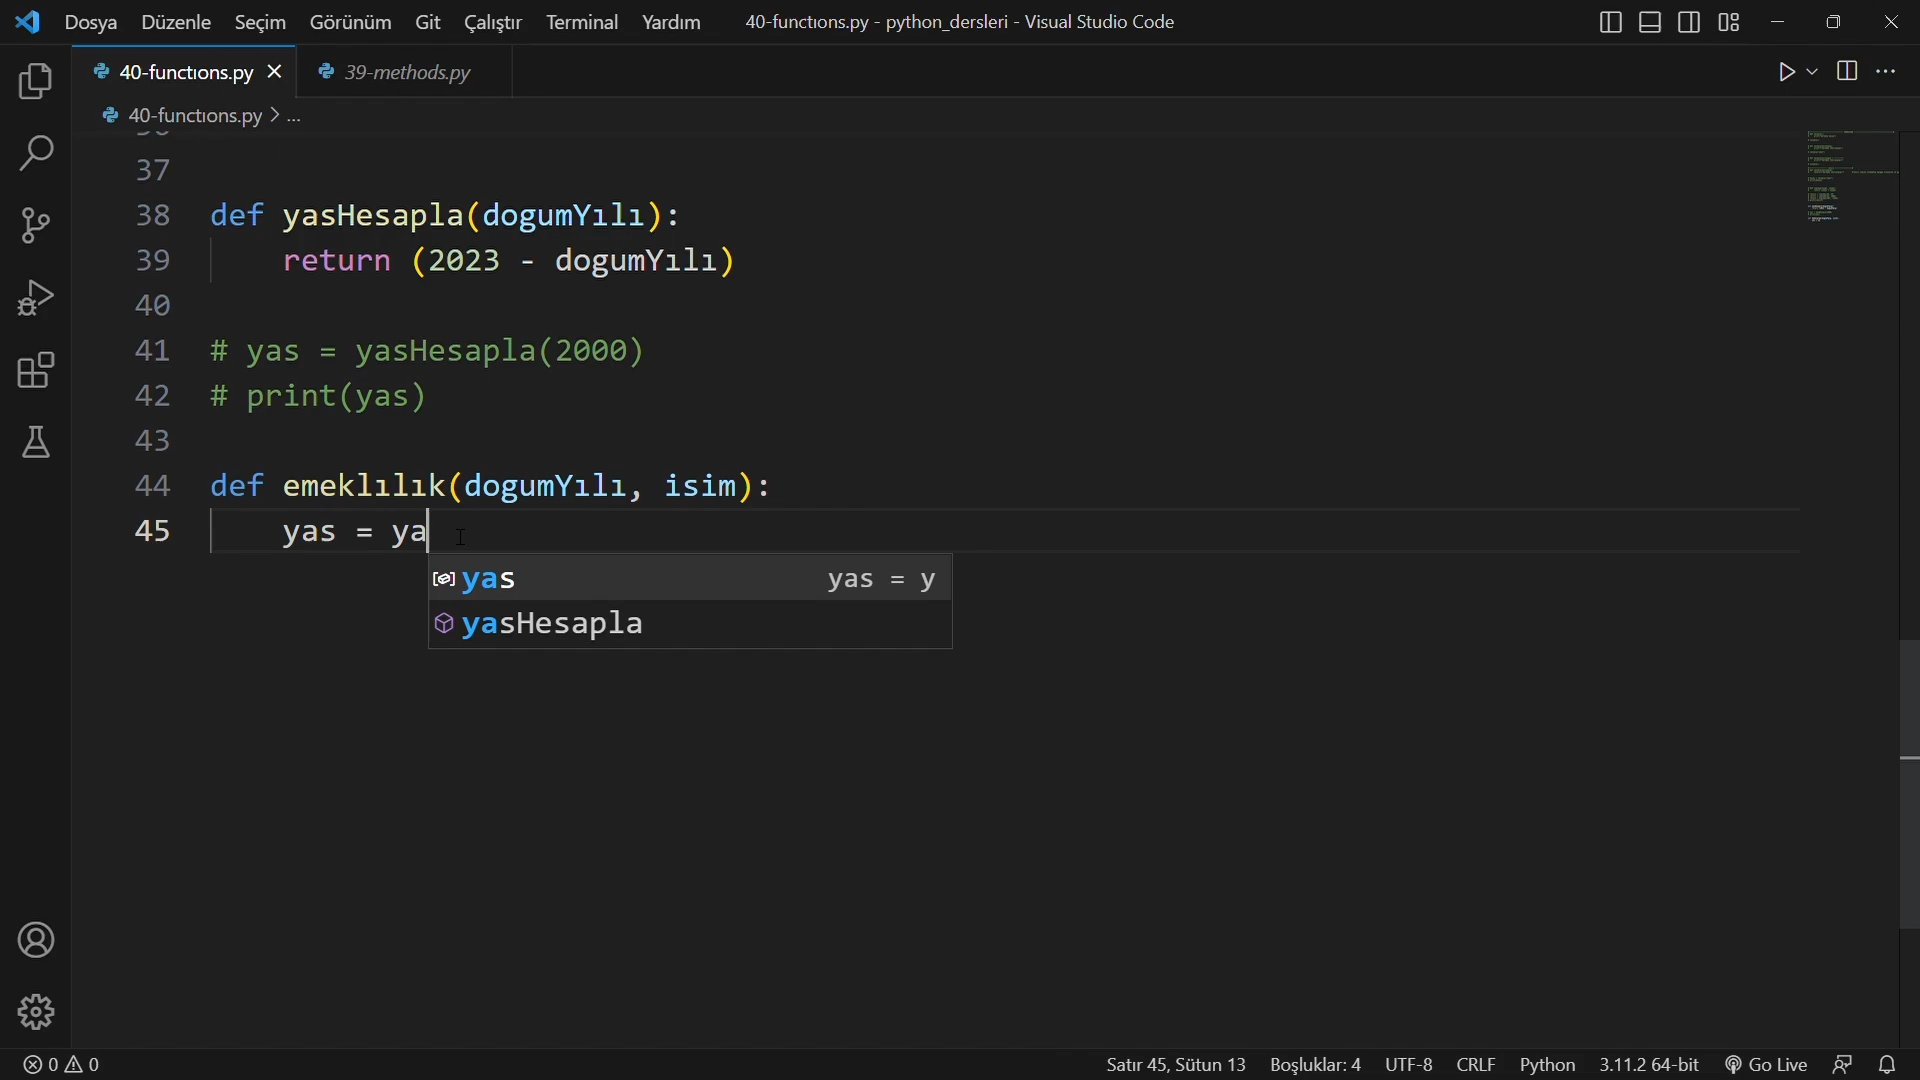 Dosya Düzenle Seçim Görünüm Git Çalıştır Terminal Yardım 40-functıons.py - python_dersleri - Visual Studio Code
40-functıons.py 39-methods.py
40-functıons.py > ...
37
38 def yasHesapla(dogumYılı):
39 return (2023 - dogumYılı)
40
41 # yas = yasHesapla(2000)
42 # print(yas)
43
44 def emeklılık(dogumYılı, isim):
45 yas = ya
yas yas = y
yasHesapla
0 0 Satır 45, Sütun 13 Boşluklar: 4 UTF-8 CRLF Python 3.11.2 64-bit Go Live